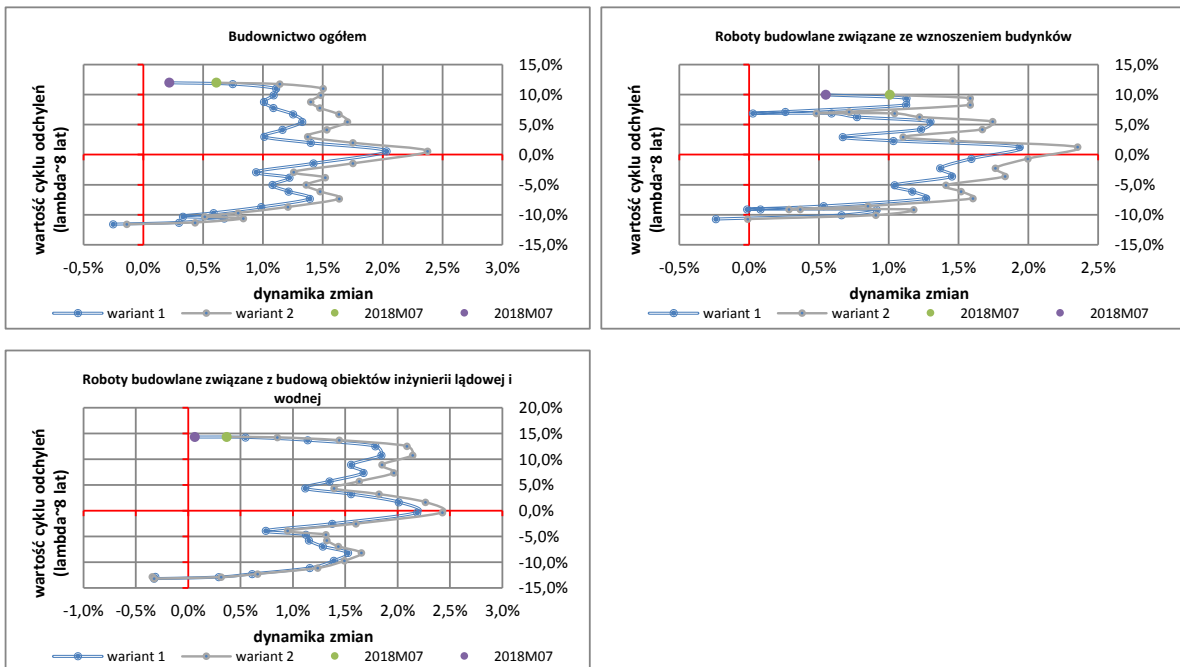 Budownictwo ogółem
15,0%
10,0%
5,0%
0,0%
-5,0%
-10,0%
-15,0%
wartość cyklu odchyleń
(lambda~8 lat)
-0,5% 0,0% 0,5% 1,0% 1,5% 2,0% 2,5% 3,0%
dynamika zmian
wariant 1 wariant 2 2018M07 2018M07
Roboty budowlane związane ze wznoszeniem budynków
15,0%
10,0%
5,0%
0,0%
-5,0%
-10,0%
-15,0%
wartość cyklu odchyleń
(lambda~8 lat)
-0,5% 0,0% 0,5% 1,0% 1,5% 2,0% 2,5%
dynamika zmian
wariant 1 wariant 2 2018M07 2018M07
Roboty budowlane związane z budową obiektów inżynierii lądowej i
wodnej
20,0%
15,0%
10,0%
5,0%
0,0%
-5,0%
-10,0%
-15,0%
wartość cyklu odchyleń
(lambda~8 lat)
-1,0% -0,5% 0,0% 0,5% 1,0% 1,5% 2,0% 2,5% 3,0%
dynamika zmian
wariant 1 wariant 2 2018M07 2018M07